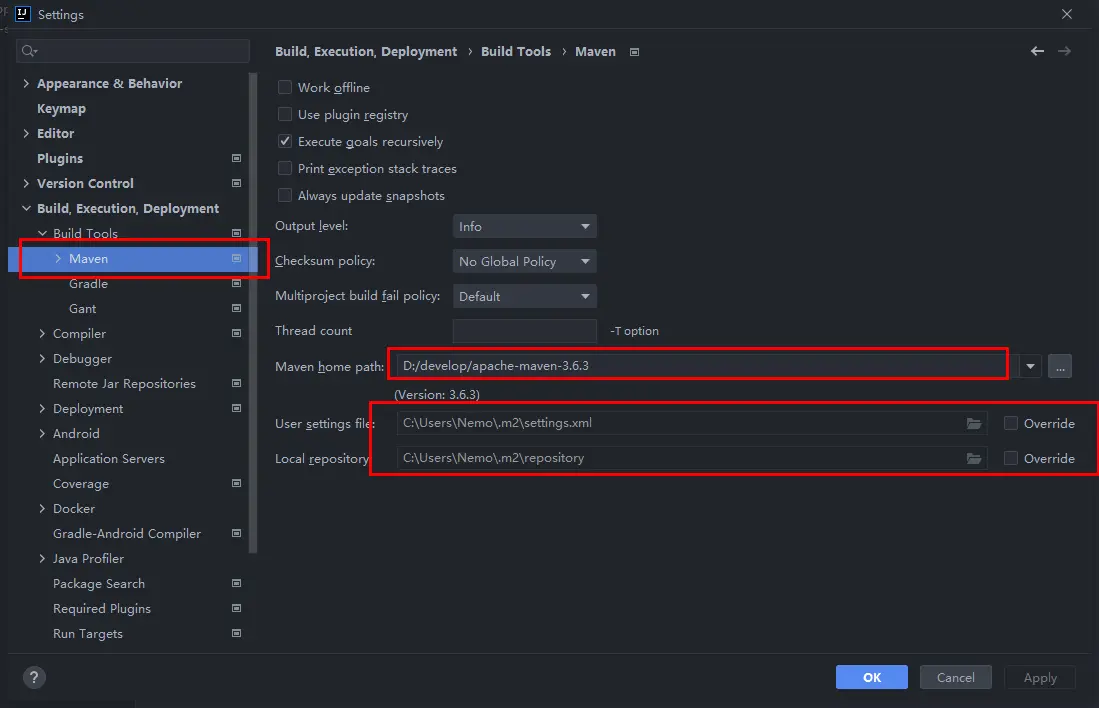 Settings
Build, Execution, Deployment › Build Tools › Maven
Appearance & Behavior
Keymap
Editor
Plugins
Version Control
Build, Execution, Deployment
Build Tools
Maven
Gradle
Gant
Compiler
Debugger
Remote Jar Repositories
Deployment
Android
Application Servers
Coverage
Docker
Gradle-Android Compiler
Java Profiler
Package Search
Required Plugins
Run Targets
Work offline
Use plugin registry
Execute goals recursively
Print exception stack traces
Always update snapshots
Output level: Info
Checksum policy: No Global Policy
Multiproject build fail policy: Default
Thread count -T option
Maven home path: D:/develop/apache-maven-3.6.3 ...
(Version: 3.6.3)
User settings file: C:\Users\Nemo\.m2\settings.xml Override
Local repository C:\Users\Nemo\.m2\repository Override
? OK Cancel Apply